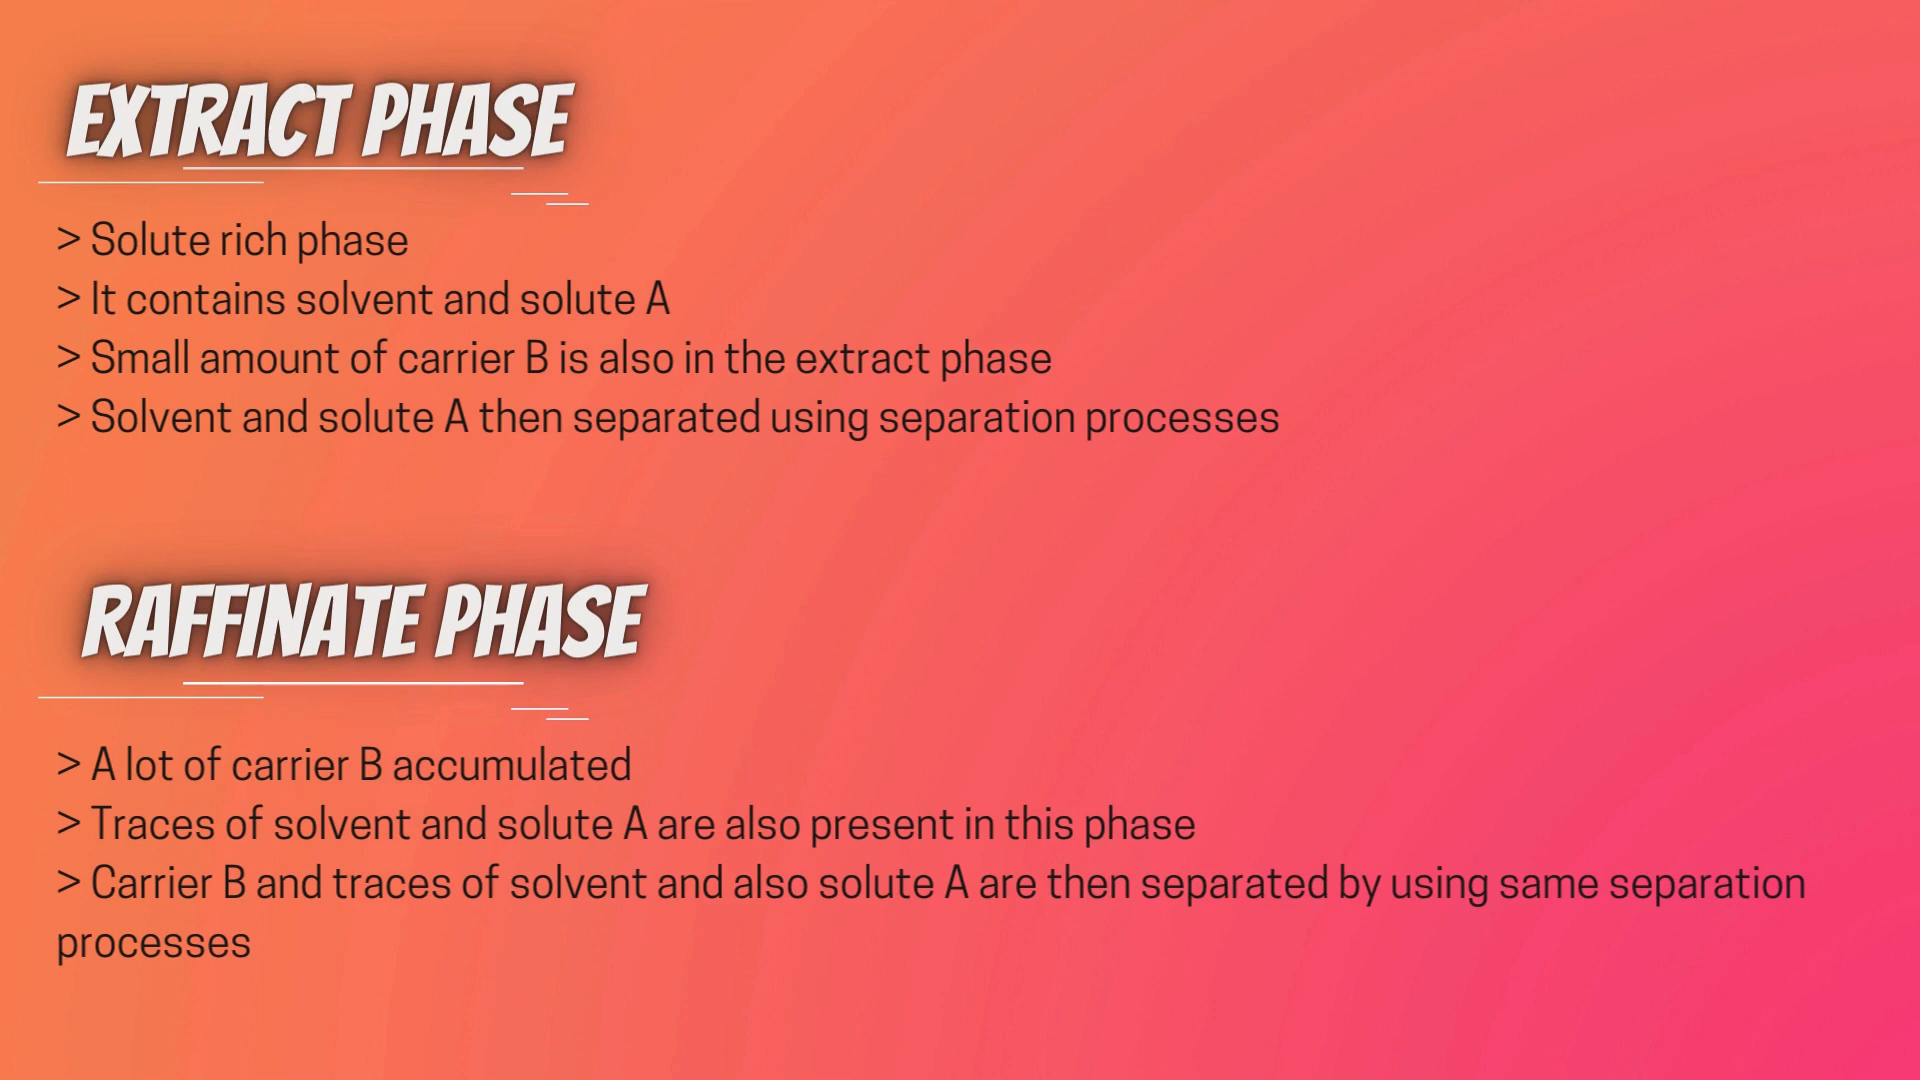 EXTRACT PHASE
> Solute rich phase
> It contains solvent and solute A
> Small amount of carrier B is also in the extract phase
> Solvent and solute A then separated using separation processes
RAFFINATE PHASE
> A lot of carrier B accumulated
> Traces of solvent and solute A are also present in this phase
> Carrier B and traces of solvent and also solute A are then separated by using same separation
processes